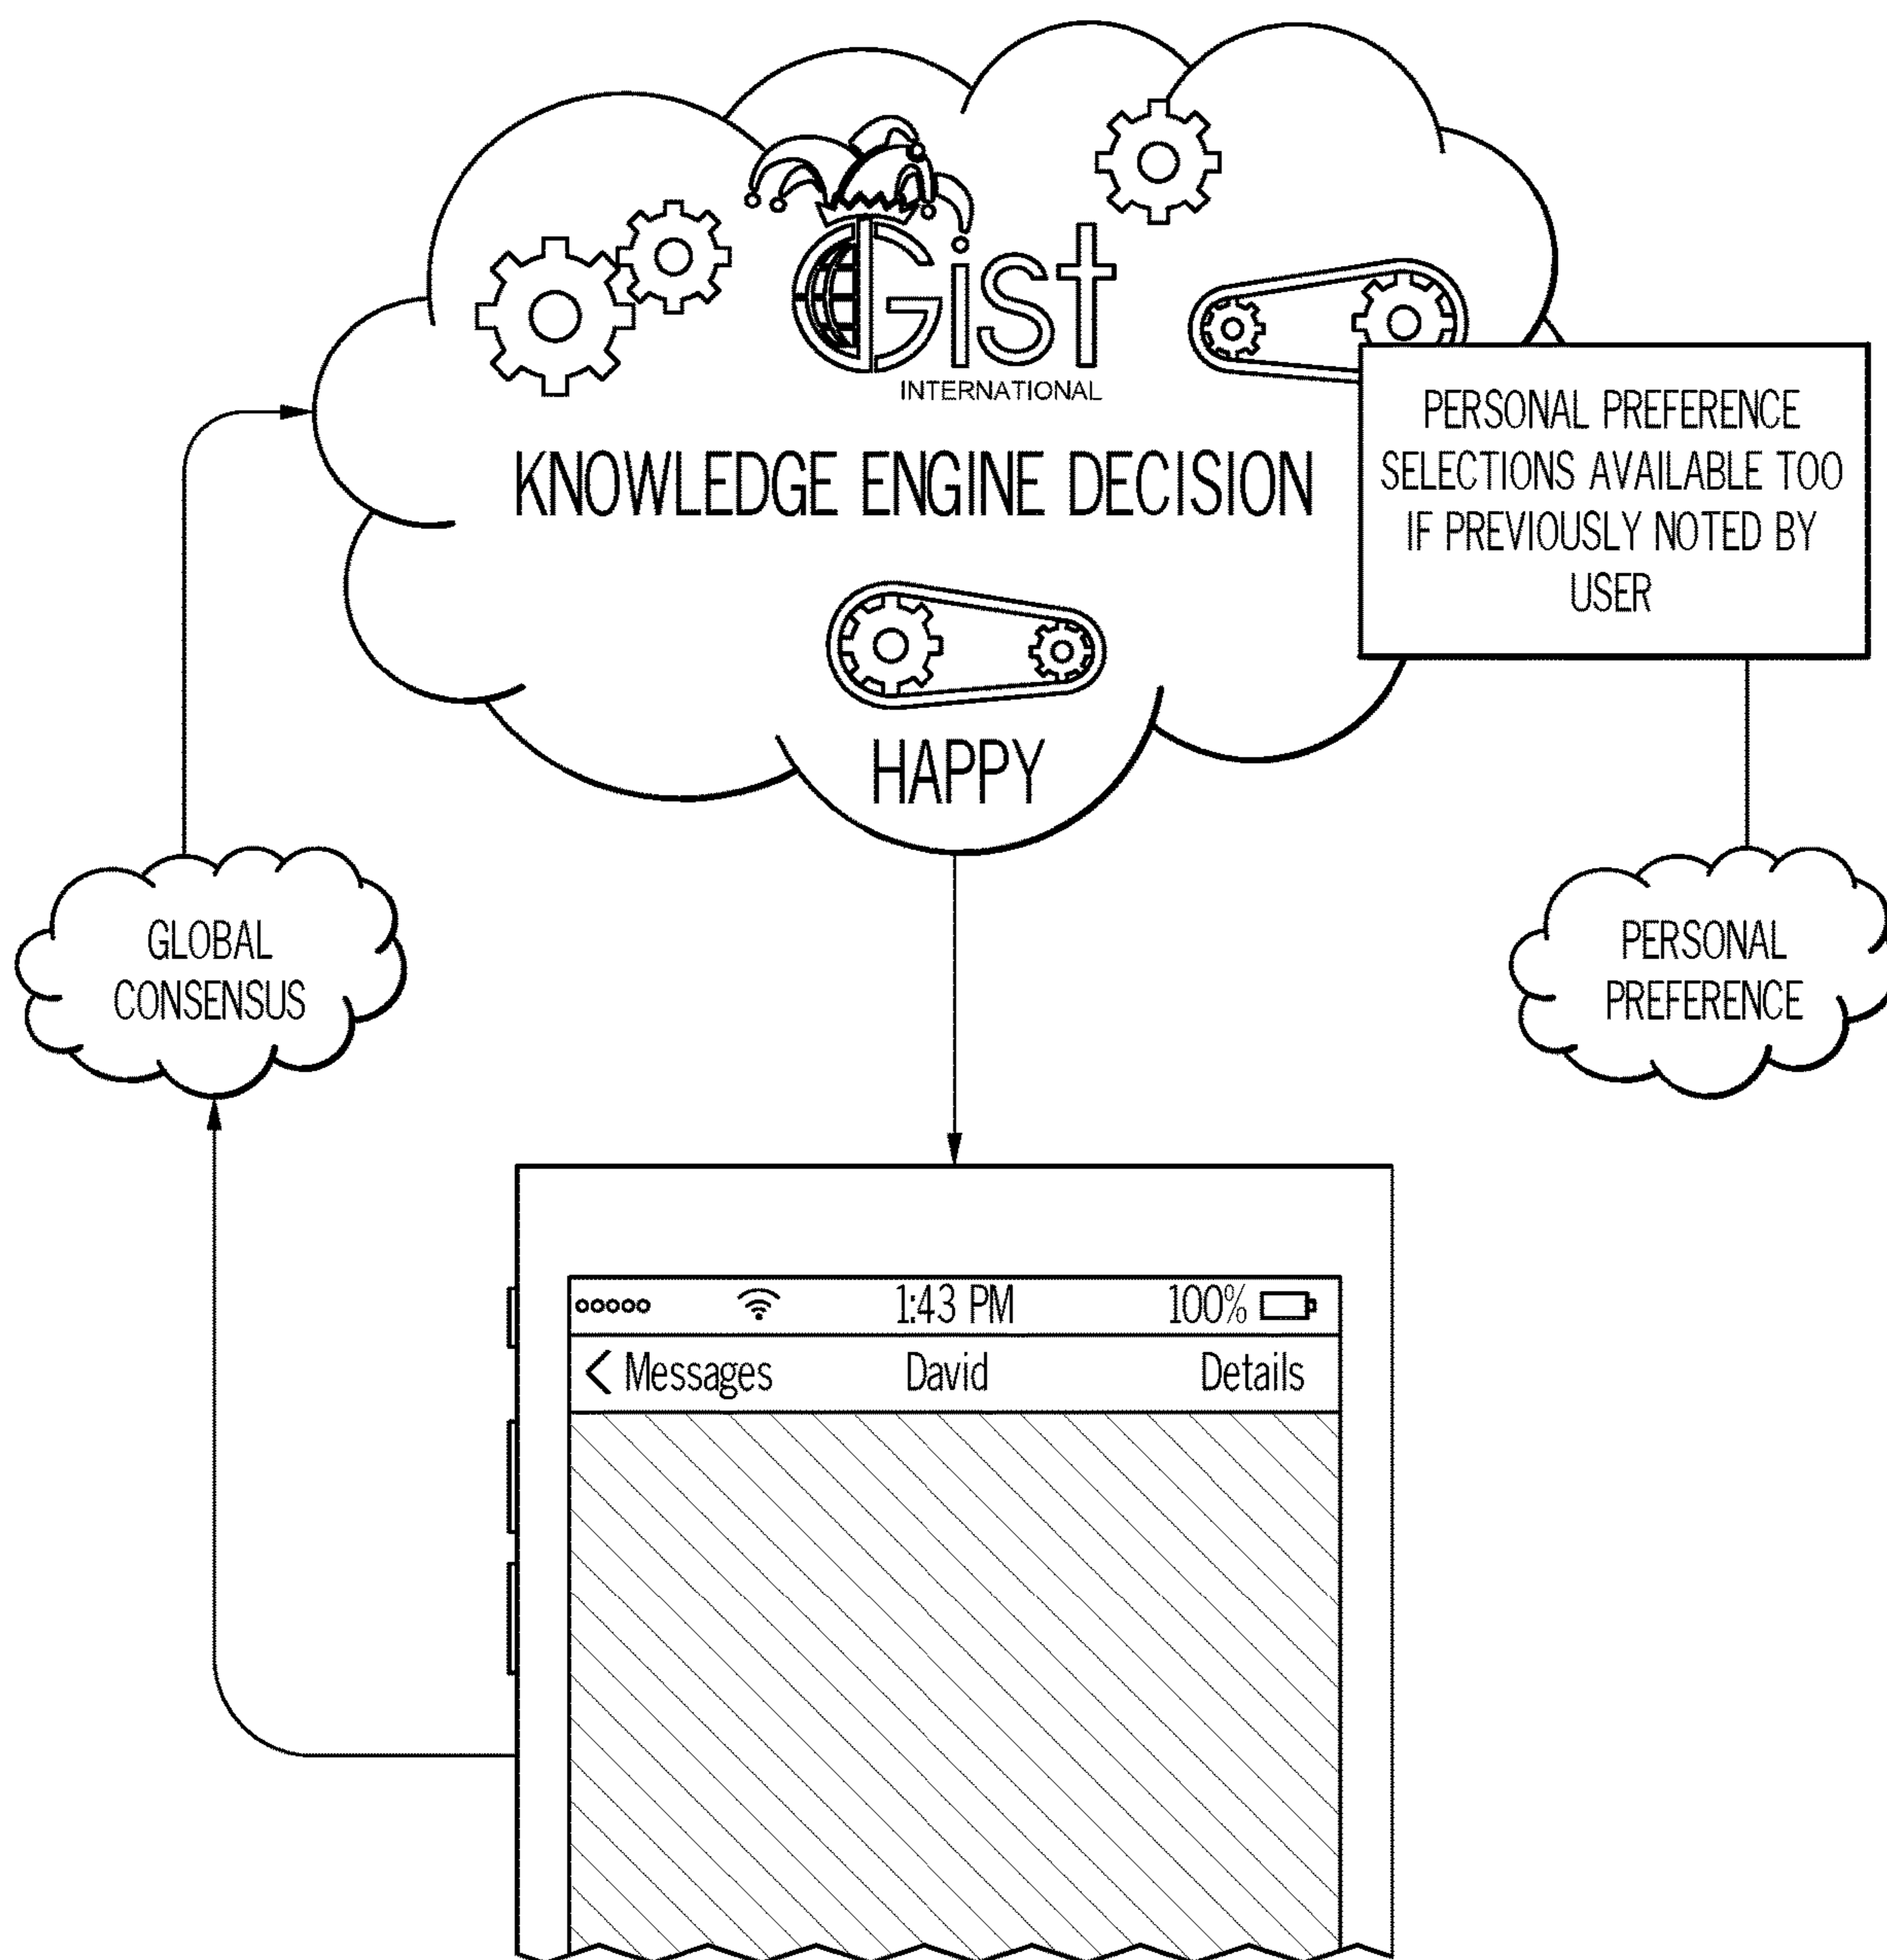 Gist
INTERNATIONAL
KNOWLEDGE ENGINE DECISION
PERSONAL PREFERENCE
SELECTIONS AVAILABLE TOO
IF PREVIOUSLY NOTED BY
USER
HAPPY
GLOBAL
CONSENSUS
PERSONAL
PREFERENCE
1:43 PM 100%
< Messages David Details